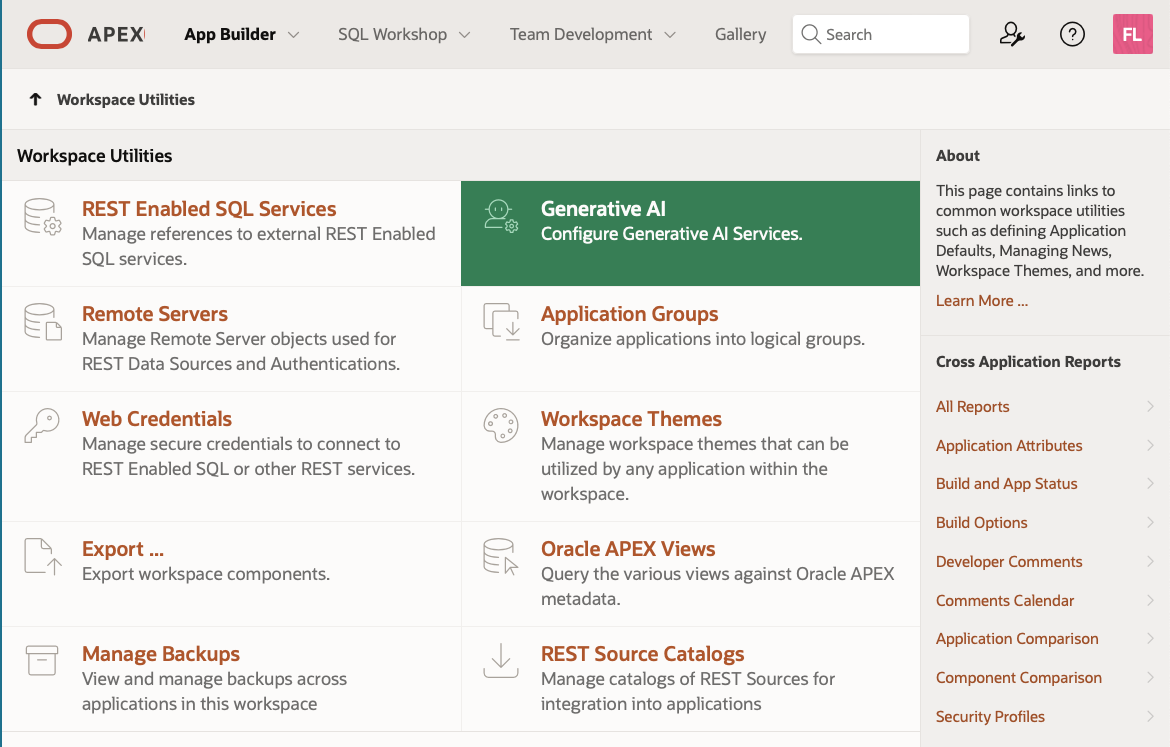 APEX
App Builder
SQL Workshop
Team Development
Gallery
Search
FL
Workspace Utilities
Workspace Utilities
REST Enabled SQL Services
Manage references to external REST Enabled
SQL services.
Generative AI
Configure Generative AI Services.
Remote Servers
Manage Remote Server objects used for
REST Data Sources and Authentications.
Application Groups
Organize applications into logical groups.
Web Credentials
Manage secure credentials to connect to
REST Enabled SQL or other REST services.
Workspace Themes
Manage workspace themes that can be
utilized by any application within the
workspace.
Export ...
Export workspace components.
Oracle APEX Views
Query the various views against Oracle APEX
metadata.
Manage Backups
View and manage backups across
applications in this workspace
REST Source Catalogs
Manage catalogs of REST Sources for
integration into applications
About
This page contains links to
common workspace utilities
such as defining Application
Defaults, Managing News,
Workspace Themes, and more.
Learn More ...
Cross Application Reports
All Reports
Application Attributes
Build and App Status
Build Options
Developer Comments
Comments Calendar
Application Comparison
Component Comparison
Security Profiles